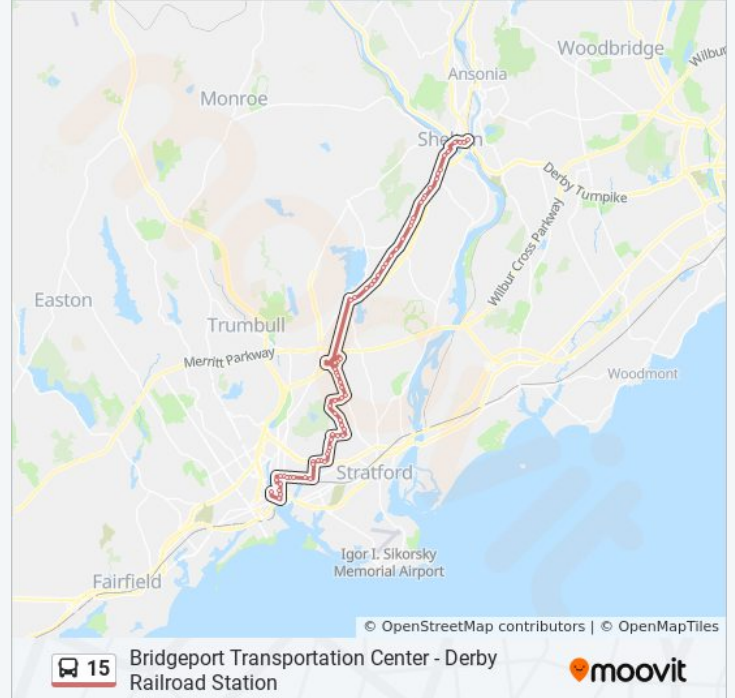 Woodbridge
Wilbur
Ansonia
Monroe
Shelton
Derby Turnpike
Wilbur Cross Parkway
Easton
Trumbull
Merritt Parkway
Woodmont
Stratford
Igor I. Sikorsky
Memorial Airport
Fairfield
© OpenStreetMap contributors | © OpenMapTiles
15
Bridgeport Transportation Center - Derby
Railroad Station
moovit